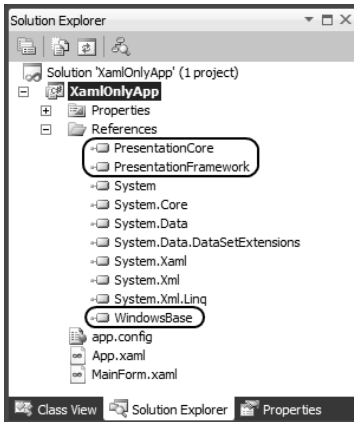 Solution Explorer
Solution 'XamlOnlyApp' (1 project)
XamlOnlyApp
Properties
References
PresentationCore
PresentationFramework
System
System.Core
System.Data
System.Data.DataSetExtensions
System.Xaml
System.Xml
System.Xml.Linq
WindowsBase
app.config
App.xaml
MainForm.xaml
Class View Solution Explorer Properties